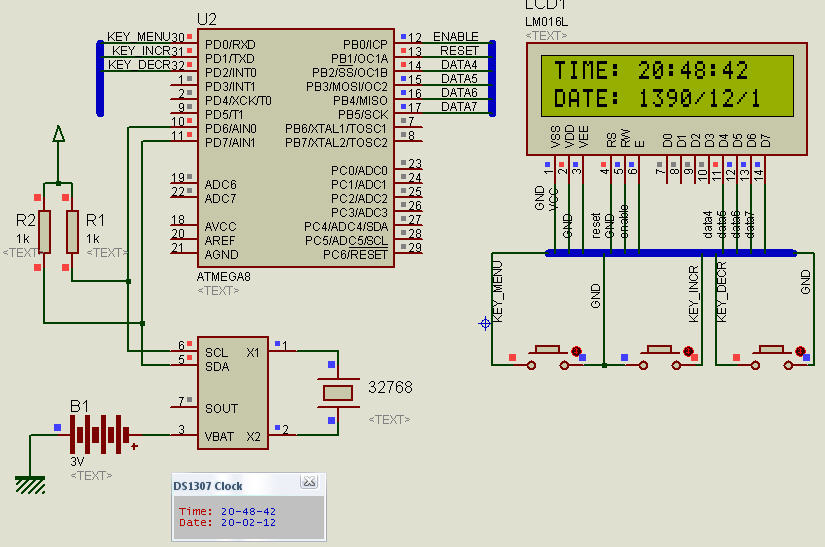 U2
KEY_MENU 30 PD0/RXD PB0/ICP 12 ENABLE
KEY_INCR 31 PD1/TXD PB1/OC1A 13 RESET
KEY_DECR 32 PD2/INT0 PB2/SS/OC1B 14 DATA4
1 PD3/INT1 PB3/MOSI/OC2 15 DATA5
2 PD4/XCK/T0 PB4/MISO 16 DATA6
9 PD5/T1 PB5/SCK 17 DATA7
10 PD6/AIN0 PB6/XTAL1/TOSC1 7
11 PD7/AIN1 PB7/XTAL2/TOSC2 8
PC0/ADC0 23
19 ADC6 PC1/ADC1 24
22 ADC7 PC2/ADC2 25
PC3/ADC3 26
18 AVCC PC4/ADC4/SDA 27
20 AREF PC5/ADC5/SCL 28
21 AGND PC6/RESET 29
ATMEGA8
<TEXT>
LCD1
LM016L
<TEXT>
TIME: 20:48:42
DATE: 1390/12/1
VSS VDD VEE RS RW E D0 D1 D2 D3 D4 D5 D6 D7
1 2 3 4 5 6 7 8 9 10 11 12 13 14
GND VCC GND reset GND enable data4 data5 data6 data7
KEY_MENU GND KEY_INCR KEY_DECR GND
R2 R1
1k 1k
<TEXT> <TEXT>
6 SCL X1 1
5 SDA
7 SOUT
3 VBAT X2 2
32768
<TEXT>
B1
3V
<TEXT>
DS1307 Clock
Time: 20-48-42
Date: 20-02-12